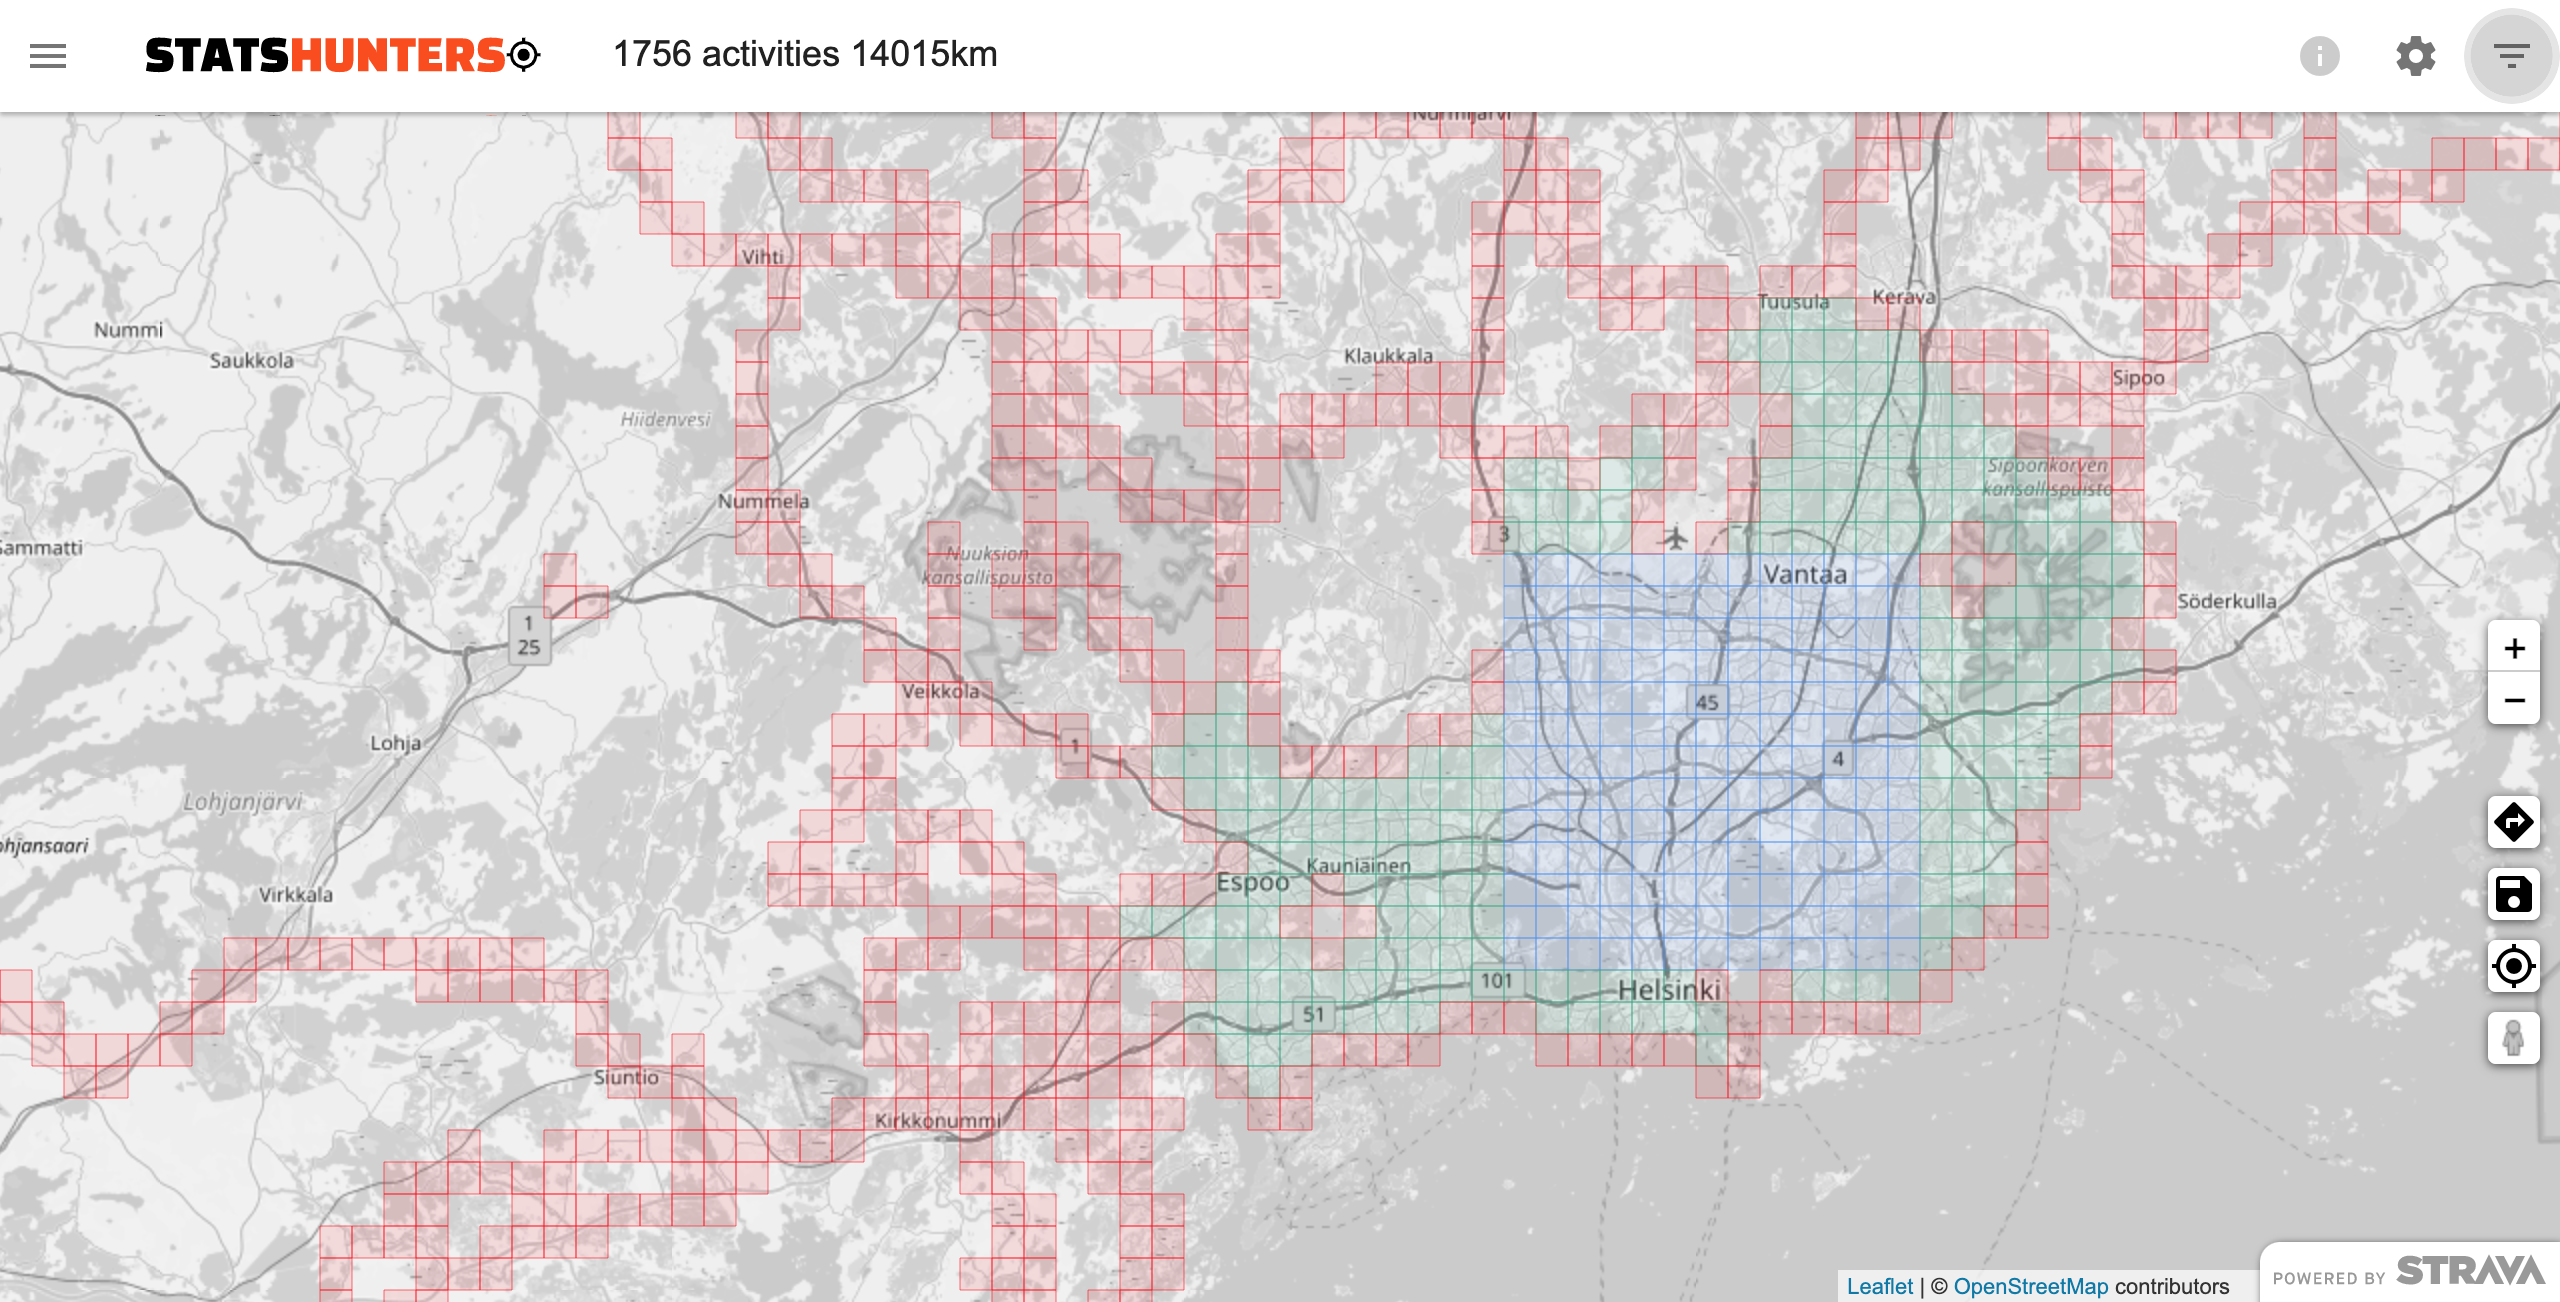 STATSHUNTERS
1756 activities 14015km
i
Nurmijärvi
Vihti
Tuusula
Kerava
Nummi
Saukkola
Klaukkala
Sipoo
Hiidenvesi
Sipoonkorven
kansallispuisto
Nummela
3
Sammatti
Nuuksion
kansallispuisto
Vantaa
Söderkulla
1
25
+
−
Veikkola
45
Lohja
1
4
Lohjanjärvi
ohjansaari
Kauniainen
Espoo
Virkkala
101
Helsinki
51
Siuntio
Kirkkonummi
Leaflet | © OpenStreetMap contributors
POWERED BY STRAVA